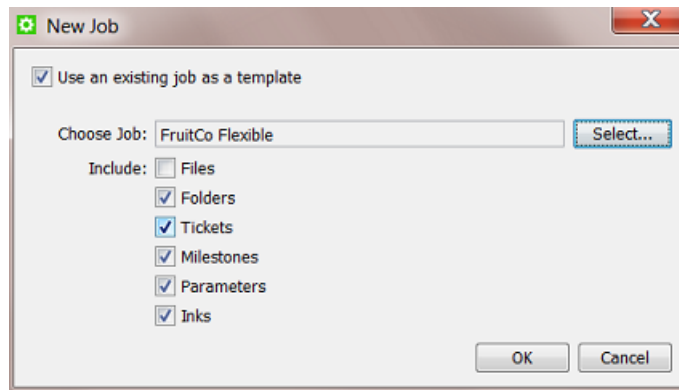 New Job
Use an existing job as a template
Choose Job: FruitCo Flexible Select...
Include: Files
Folders
Tickets
Milestones
Parameters
Inks
OK Cancel